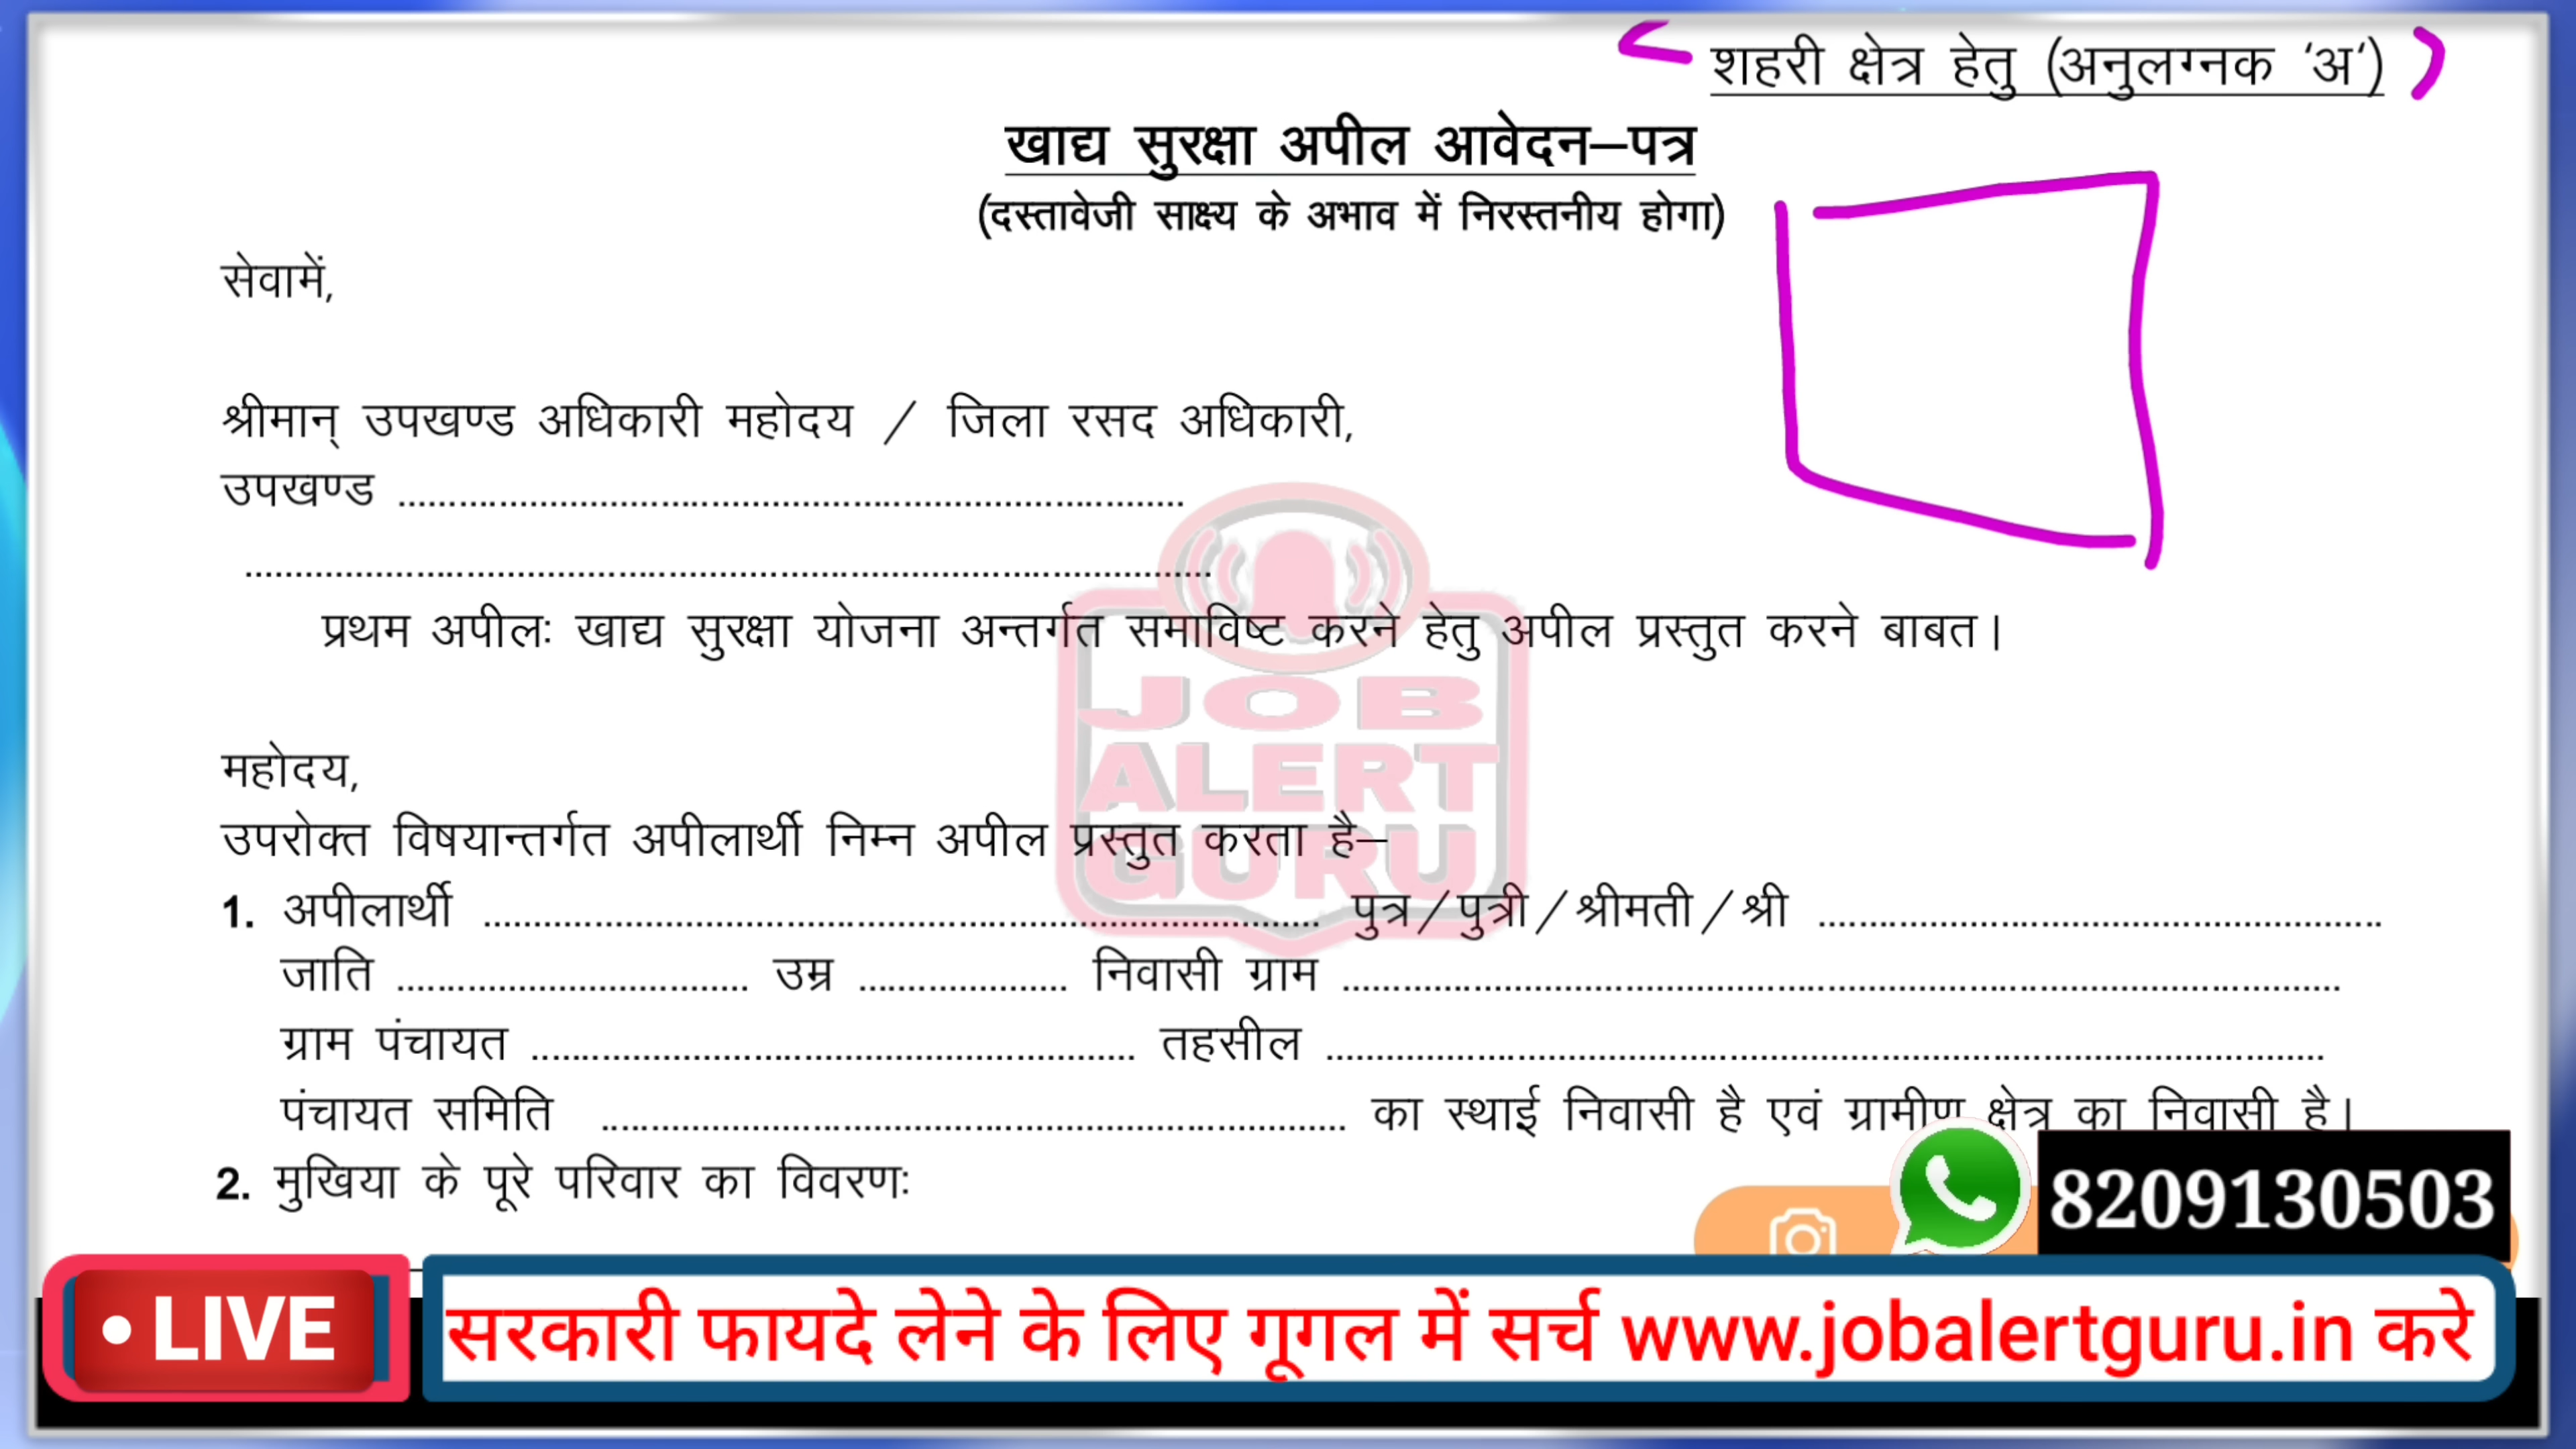 शहरी क्षेत्र हेतु (अनुलग्नक ‘अ‘)
खाद्य सुरक्षा अपील आवेदन–पत्र
(दस्तावेजी साक्ष्य के अभाव में निरस्तनीय होगा)
सेवामें,
श्रीमान् उपखण्ड अधिकारी महोदय / जिला रसद अधिकारी,
उपखण्ड ..............................................................................
................................................................................................
प्रथम अपीलः खाद्य सुरक्षा योजना अन्तर्गत समाविष्ट करने हेतु अपील प्रस्तुत करने बाबत।
JOB
ALERT
GURU
महोदय,
उपरोक्त विषयान्तर्गत अपीलार्थी निम्न अपील प्रस्तुत करता है–
1. अपीलार्थी ................................................................................... पुत्र/पुत्री/श्रीमती/श्री ........................................................
जाति ................................... उम्र ..................... निवासी ग्राम ...................................................................................................
ग्राम पंचायत ............................................................ तहसील ...................................................................................................
पंचायत समिति .......................................................................... का स्थाई निवासी है एवं ग्रामीण क्षेत्र का निवासी है।
2. मुखिया के पूरे परिवार का विवरणः
8209130503
• LIVE
सरकारी फायदे लेने के लिए गूगल में सर्च www.jobalertguru.in करे